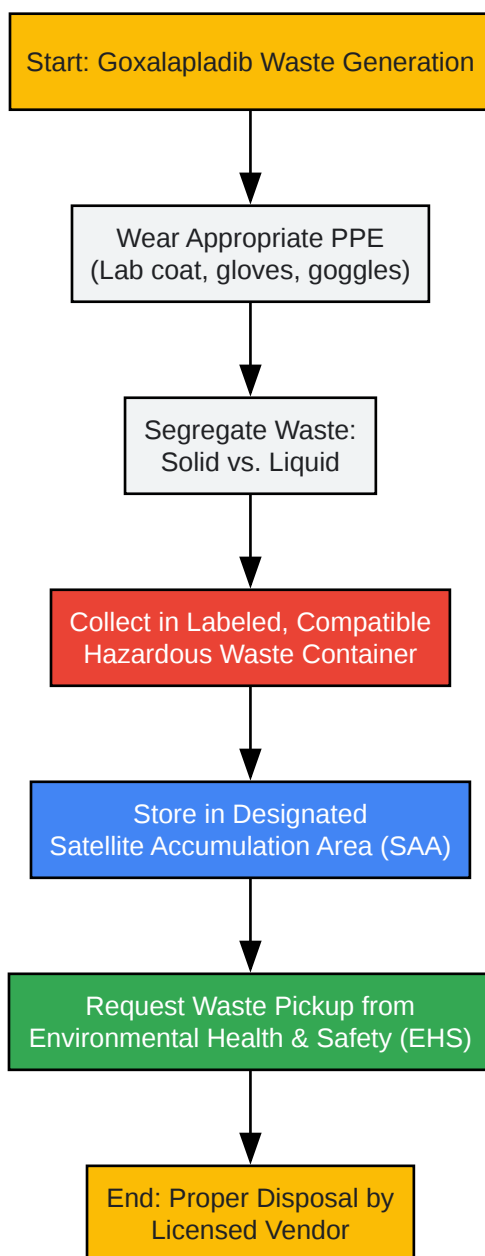 Start: Goxalapladib Waste Generation
Wear Appropriate PPE
(Lab coat, gloves, goggles)
Segregate Waste:
Solid vs. Liquid
Collect in Labeled, Compatible
Hazardous Waste Container
Store in Designated
Satellite Accumulation Area (SAA)
Request Waste Pickup from
Environmental Health & Safety (EHS)
End: Proper Disposal by
Licensed Vendor